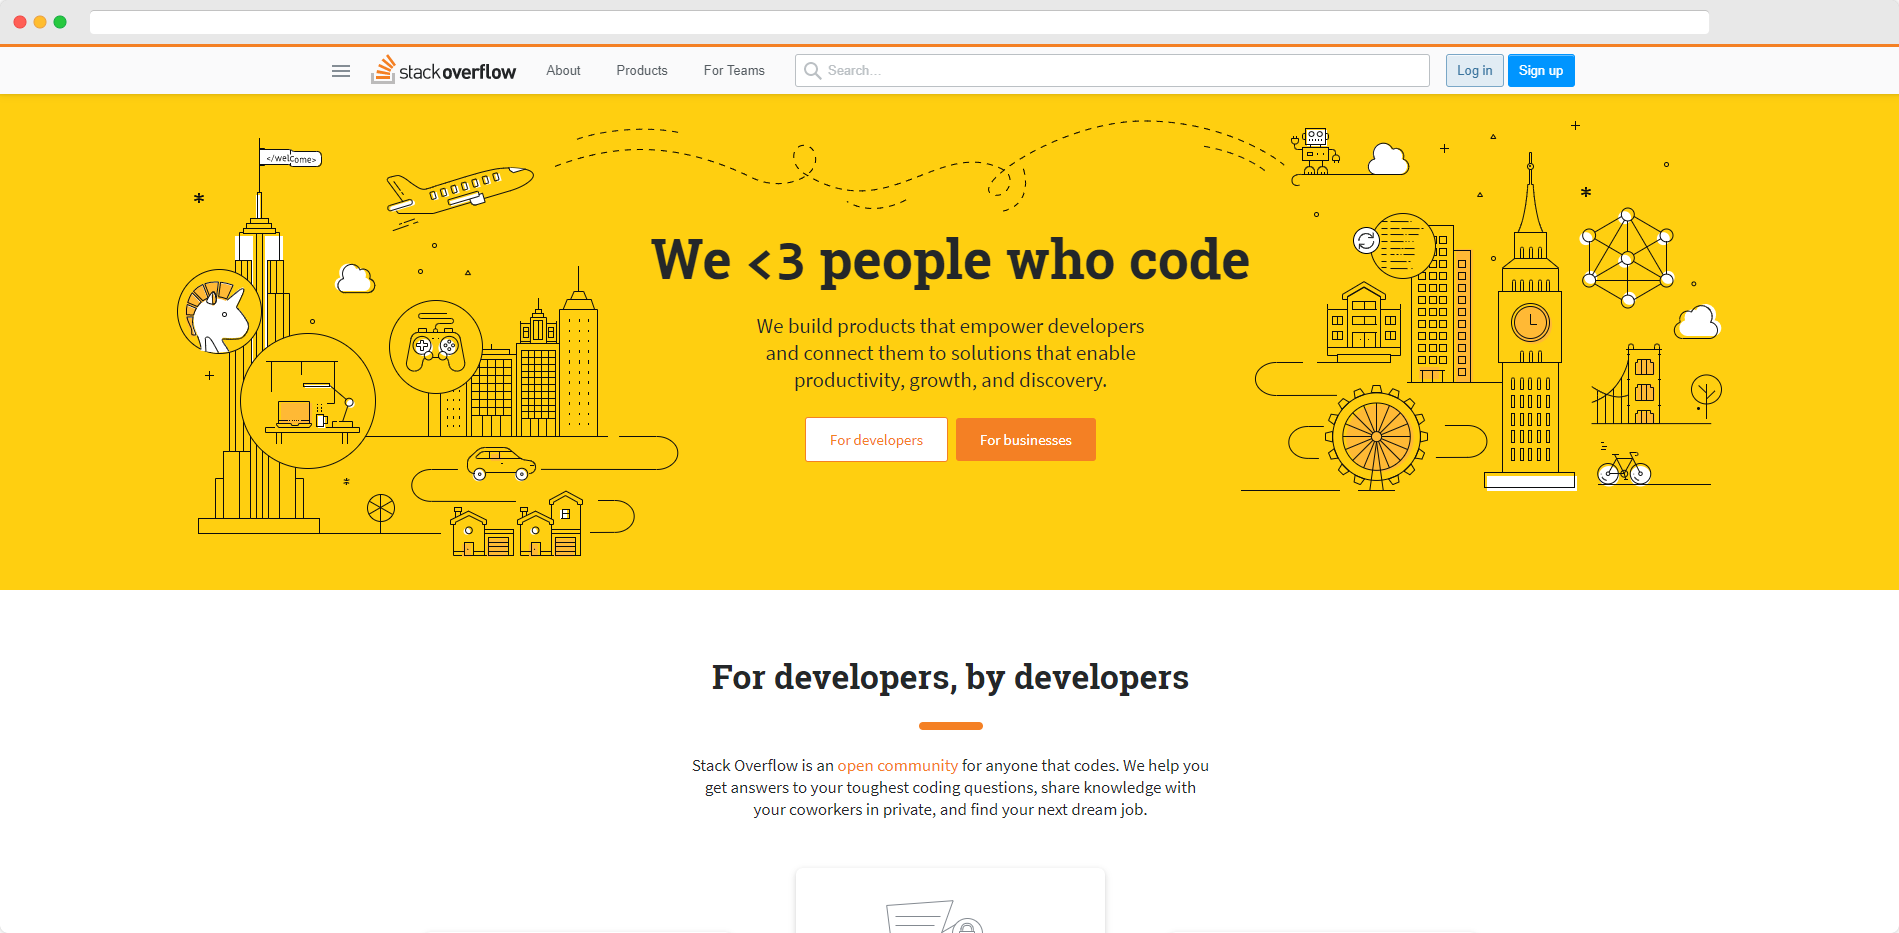 stackoverflow
About
Products
For Teams
Search...
Log in
Sign up
</welcome>
We <3 people who code
We build products that empower developers
and connect them to solutions that enable
productivity, growth, and discovery.
For developers
For businesses
For developers, by developers
Stack Overflow is an open community for anyone that codes. We help you
get answers to your toughest coding questions, share knowledge with
your coworkers in private, and find your next dream job.